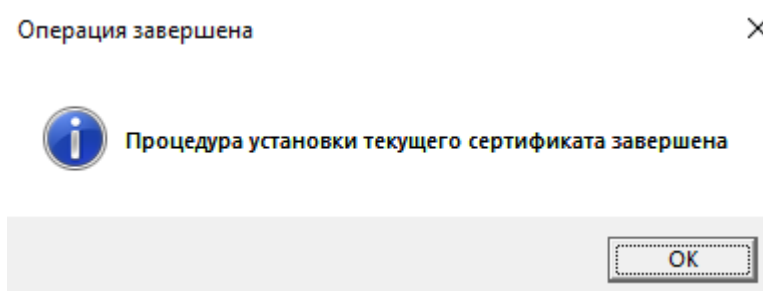 Операция завершена
Процедура установки текущего сертификата завершена
OK